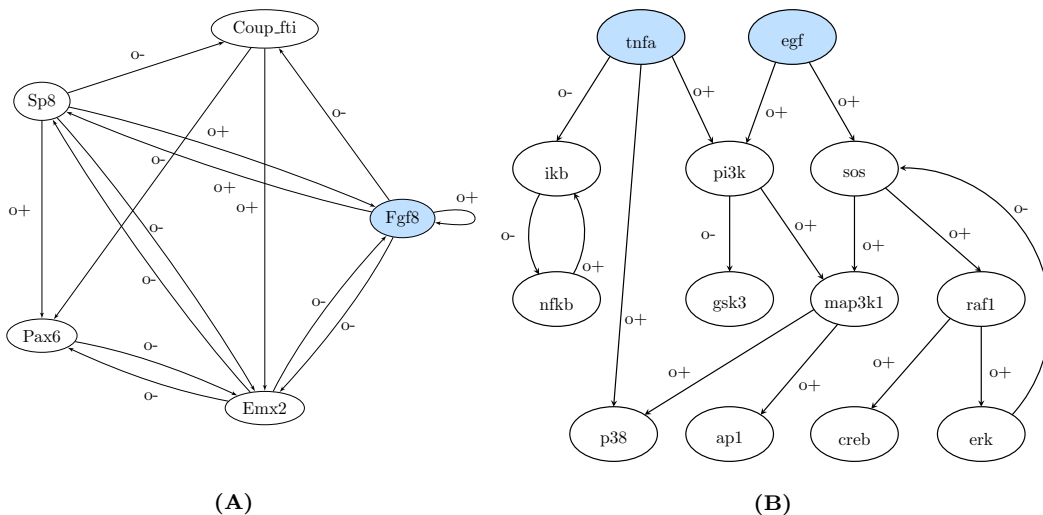 Coup_fti
tnfa
egf
o-
o-
o-
o+
o+
o+
Sp8
o-
o+
o-
ikb
pi3k
sos
o+
o+
o+
o+
Fgf8
o-
o-
o-
o-
o+
o+
o+
nfkb
gsk3
map3k1
raf1
o-
o-
Pax6
o-
o+
o-
o+
o+
o+
o+
Emx2
p38
ap1
creb
erk
(A)
(B)